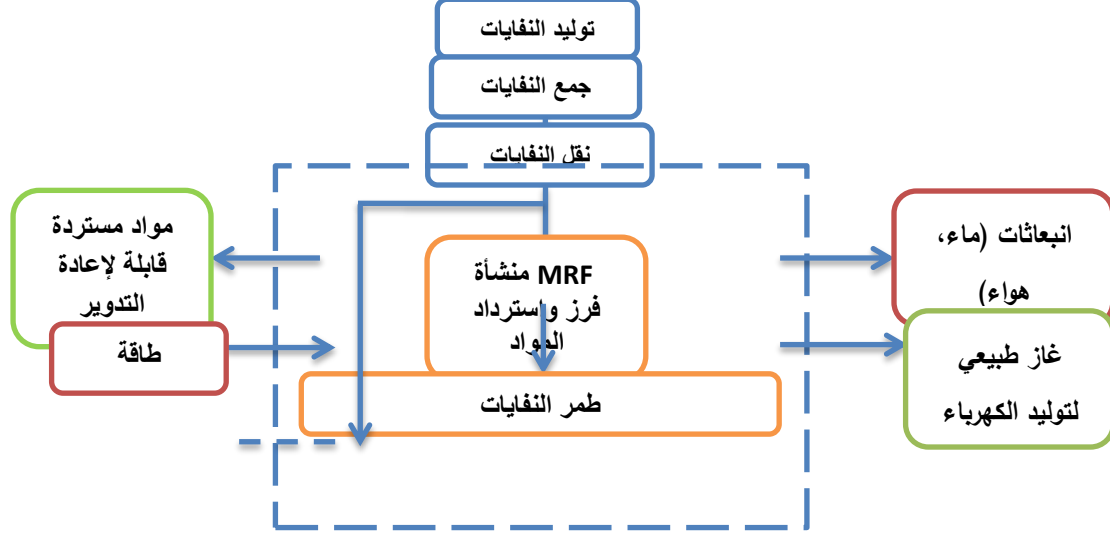 توليد النفايات
جمع النفايات
نقل النفايات
مواد مستردة
قابلة لإعادة
التدوير
طاقة
MRF منشأة
فرز واسترداد
المواد
طمر النفايات
انبعاثات (ماء،
هواء)
غاز طبيعي
لتوليد الكهرباء